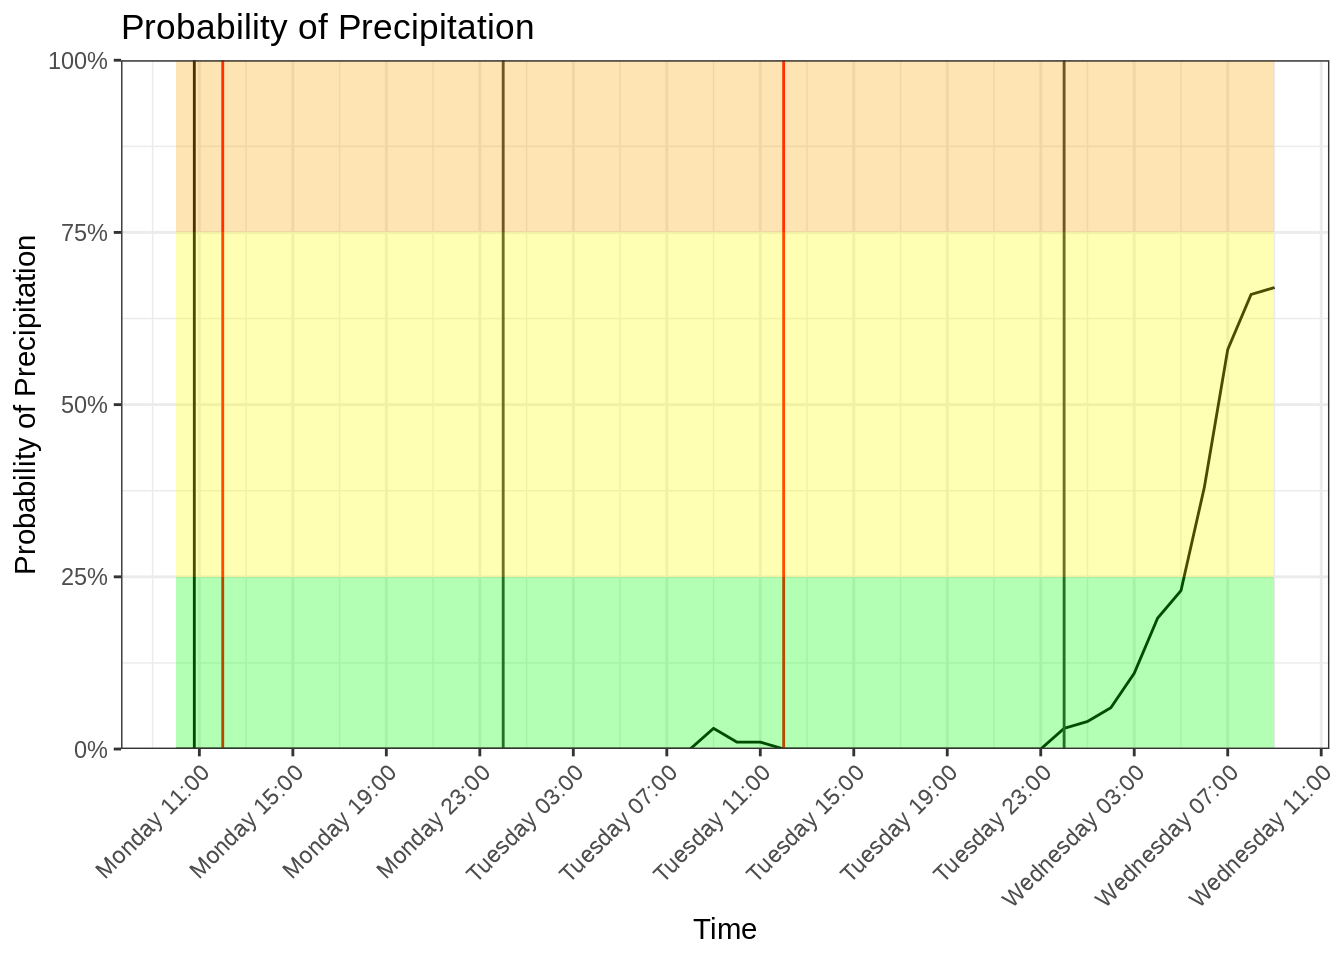 Probability of Precipitation
Probability of Precipitation
100%
75%
50%
25%
0%
Monday 11:00
Monday 15:00
Monday 19:00
Monday 23:00
Tuesday 03:00
Tuesday 07:00
Tuesday 11:00
Tuesday 15:00
Tuesday 19:00
Tuesday 23:00
Wednesday 03:00
Wednesday 07:00
Wednesday 11:00
Time